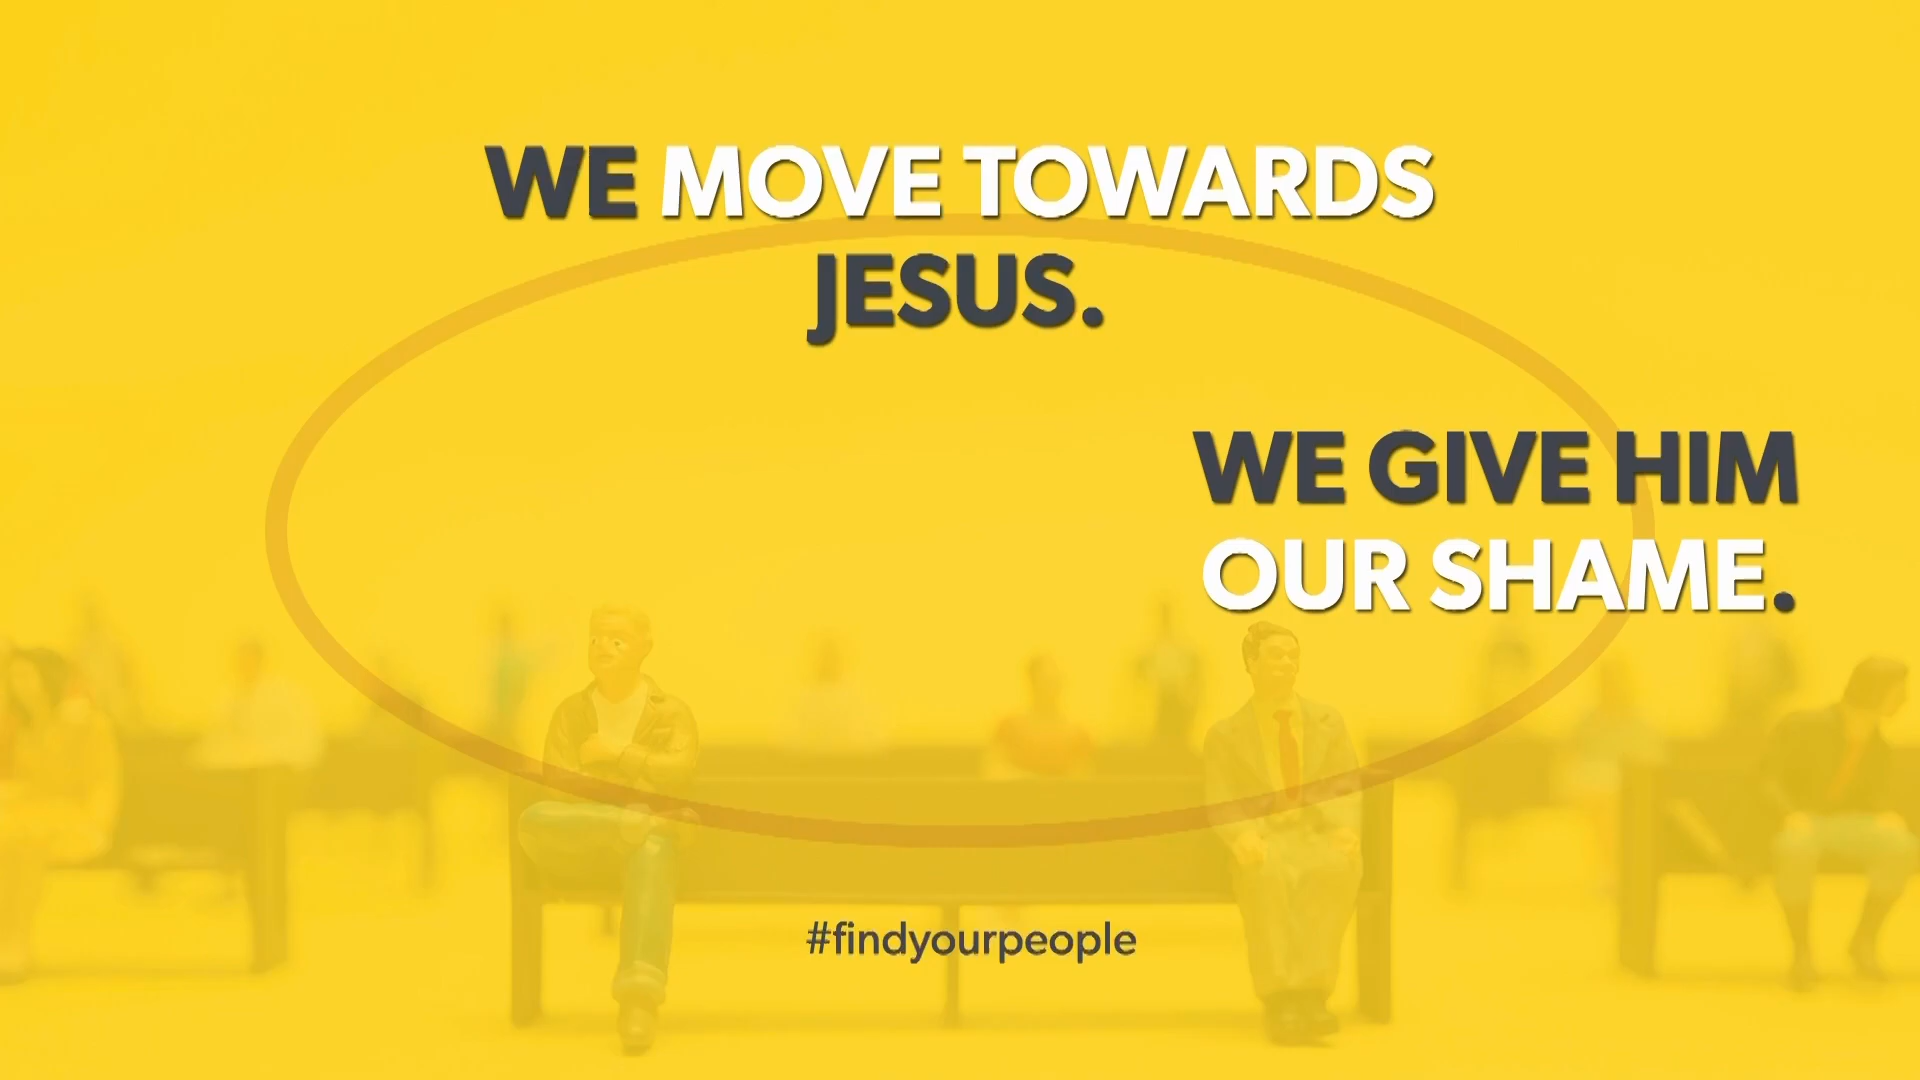 WE MOVE TOWARDS
JESUS.
WE GIVE HIM
OUR SHAME.
#findyourpeople